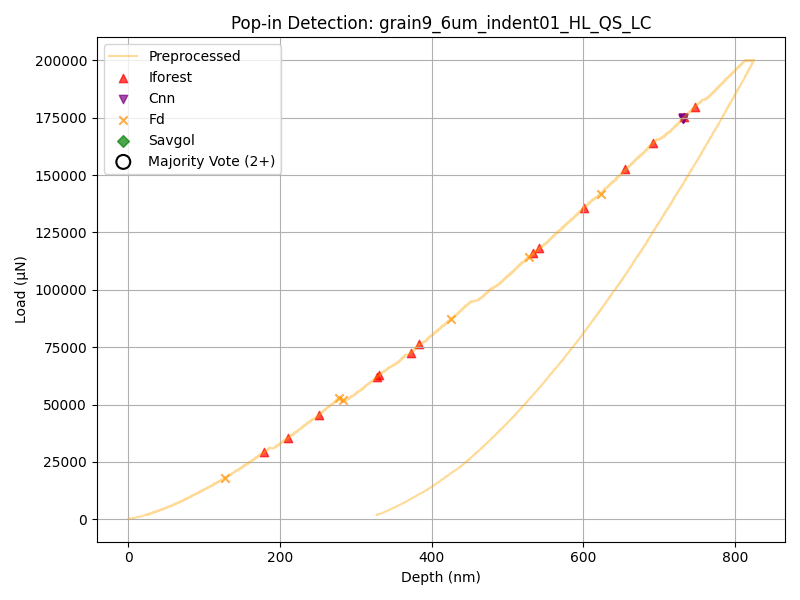 Pop-in Detection: grain9_6um_indent01_HL_QS_LC
Preprocessed
Iforest
Cnn
Fd
Savgol
Majority Vote (2+)
200000
175000
150000
125000
100000
75000
50000
25000
0
Load (µN)
0 200 400 600 800
Depth (nm)